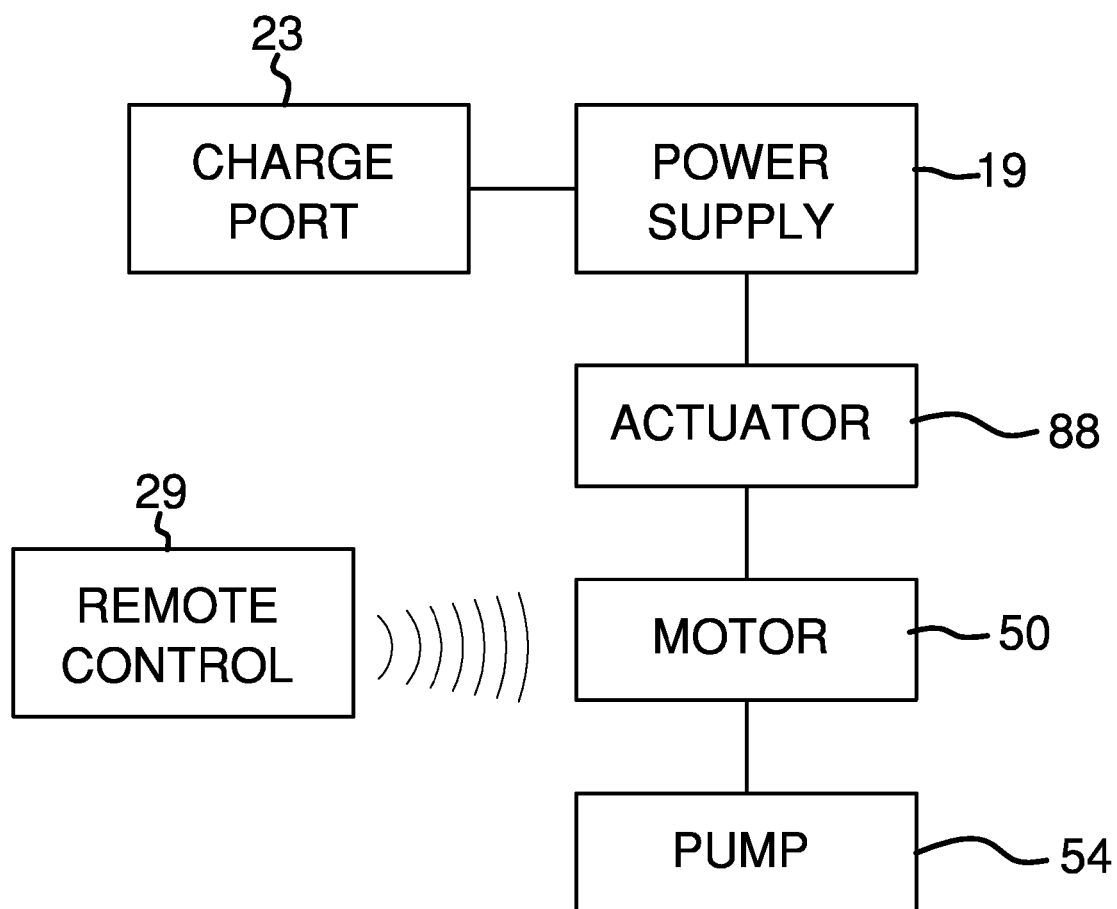 23
CHARGE
PORT
POWER
SUPPLY
19
ACTUATOR
88
29
REMOTE
CONTROL
MOTOR
50
PUMP
54